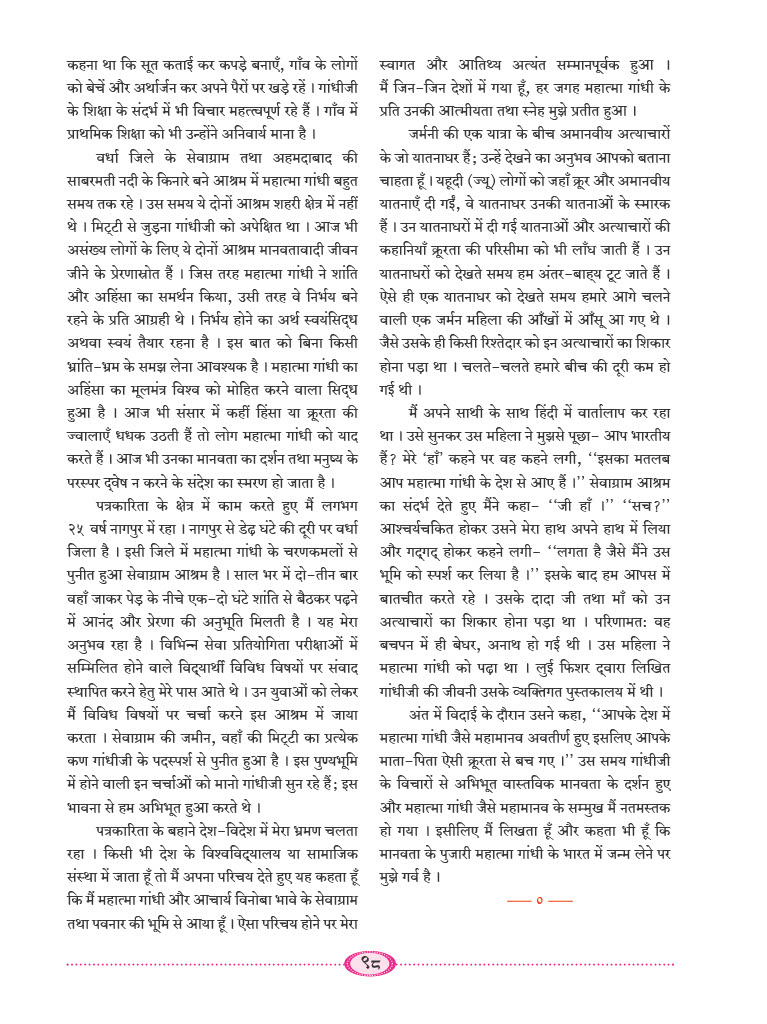 कहना था कि सूत कताई कर कपड़े बनाएँ, गाँव के लोगों
को बेचें और अर्थार्जन कर अपने पैरों पर खड़े रहें । गांधीजी
के शिक्षा के संदर्भ में भी विचार महत्त्वपूर्ण रहे हैं । गाँव में
प्राथमिक शिक्षा को भी उन्होंने अनिवार्य माना है ।
वर्धा जिले के सेवाग्राम तथा अहमदाबाद की
साबरमती नदी के किनारे बने आश्रम में महात्मा गांधी बहुत
समय तक रहे । उस समय ये दोनों आश्रम शहरी क्षेत्र में नहीं
थे । मिट्टी से जुड़ना गांधीजी को अपेक्षित था । आज भी
असंख्य लोगों के लिए ये दोनों आश्रम मानवतावादी जीवन
जीने के प्रेरणास्रोत हैं । जिस तरह महात्मा गांधी ने शांति
और अहिंसा का समर्थन किया, उसी तरह वे निर्भय बने
रहने के प्रति आग्रही थे । निर्भय होने का अर्थ स्वयंसिद्ध
अथवा स्वयं तैयार रहना है । इस बात को बिना किसी
भ्रांति-भ्रम के समझ लेना आवश्यक है । महात्मा गांधी का
अहिंसा का मूलमंत्र विश्व को मोहित करने वाला सिद्ध
हुआ है । आज भी संसार में कहीं हिंसा या क्रूरता की
ज्वालाएँ धधक उठती हैं तो लोग महात्मा गांधी को याद
करते हैं । आज भी उनका मानवता का दर्शन तथा मनुष्य के
परस्पर द्वेष न करने के संदेश का स्मरण हो जाता है ।
पत्रकारिता के क्षेत्र में काम करते हुए मैं लगभग
२५ वर्ष नागपुर में रहा । नागपुर से डेढ़ घंटे की दूरी पर वर्धा
जिला है । इसी जिले में महात्मा गांधी के चरणकमलों से
पुनीत हुआ सेवाग्राम आश्रम है । साल भर में दो-तीन बार
वहाँ जाकर पेड़ के नीचे एक-दो घंटे शांति से बैठकर पढ़ने
में आनंद और प्रेरणा की अनुभूति मिलती है । यह मेरा
अनुभव रहा है । विभिन्न सेवा प्रतियोगिता परीक्षाओं में
सम्मिलित होने वाले विद्यार्थी विविध विषयों पर संवाद
स्थापित करने हेतु मेरे पास आते थे । उन युवाओं को लेकर
मैं विविध विषयों पर चर्चा करने इस आश्रम में जाया
करता । सेवाग्राम की जमीन, वहाँ की मिट्टी का प्रत्येक
कण गांधीजी के पदस्पर्श से पुनीत हुआ है । इस पुण्यभूमि
में होने वाली इन चर्चाओं को मानो गांधीजी सुन रहे हैं; इस
भावना से हम अभिभूत हुआ करते थे ।
पत्रकारिता के बहाने देश-विदेश में मेरा भ्रमण चलता
रहा । किसी भी देश के विश्वविद्यालय या सामाजिक
संस्था में जाता हूँ तो मैं अपना परिचय देते हुए यह कहता हूँ
कि मैं महात्मा गांधी और आचार्य विनोबा भावे के सेवाग्राम
तथा पवनार की भूमि से आया हूँ । ऐसा परिचय होने पर मेरा
स्वागत और आतिथ्य अत्यंत सम्मानपूर्वक हुआ ।
मैं जिन-जिन देशों में गया हूँ, हर जगह महात्मा गांधी के
प्रति उनकी आत्मीयता तथा स्नेह मुझे प्रतीत हुआ ।
जर्मनी की एक यात्रा के बीच अमानवीय अत्याचारों
के जो यातनाघर हैं; उन्हें देखने का अनुभव आपको बताना
चाहता हूँ । यहूदी (ज्यू) लोगों को जहाँ क्रूर और अमानवीय
यातनाएँ दी गईं, वे यातनाघर उनकी यातनाओं के स्मारक
हैं । उन यातनाघरों में दी गई यातनाओं और अत्याचारों की
कहानियाँ क्रूरता की परिसीमा को भी लाँघ जाती हैं । उन
यातनाघरों को देखते समय हम अंतर-बाह्य टूट जाते हैं ।
ऐसे ही एक यातनाघर को देखते समय हमारे आगे चलने
वाली एक जर्मन महिला की आँखों में आँसू आ गए थे ।
जैसे उसके ही किसी रिश्तेदार को इन अत्याचारों का शिकार
होना पड़ा था । चलते-चलते हमारे बीच की दूरी कम हो
गई थी ।
मैं अपने साथी के साथ हिंदी में वार्तालाप कर रहा
था । उसे सुनकर उस महिला ने मुझसे पूछा- आप भारतीय
हैं? मेरे ‘हाँ’ कहने पर वह कहने लगी, ‘‘इसका मतलब
आप महात्मा गांधी के देश से आए हैं ।’’ सेवाग्राम आश्रम
का संदर्भ देते हुए मैंने कहा- ‘‘जी हाँ ।’’ ‘‘सच?’’
आश्चर्यचकित होकर उसने मेरा हाथ अपने हाथ में लिया
और गद्गद् होकर कहने लगी- ‘‘लगता है जैसे मैंने उस
भूमि को स्पर्श कर लिया है ।’’ इसके बाद हम आपस में
बातचीत करते रहे । उसके दादा जी तथा माँ को उन
अत्याचारों का शिकार होना पड़ा था । परिणामत: वह
बचपन में ही बेघर, अनाथ हो गई थी । उस महिला ने
महात्मा गांधी को पढ़ा था । लुई फिशर द्वारा लिखित
गांधीजी की जीवनी उसके व्यक्तिगत पुस्तकालय में थी ।
अंत में विदाई के दौरान उसने कहा, ‘‘आपके देश में
महात्मा गांधी जैसे महामानव अवतीर्ण हुए इसलिए आपके
माता-पिता ऐसी क्रूरता से बच गए ।’’ उस समय गांधीजी
के विचारों से अभिभूत वास्तविक मानवता के दर्शन हुए
और महात्मा गांधी जैसे महामानव के सम्मुख मैं नतमस्तक
हो गया । इसीलिए मैं लिखता हूँ और कहता भी हूँ कि
मानवता के पुजारी महात्मा गांधी के भारत में जन्म लेने पर
मुझे गर्व है ।
— ० —
९८